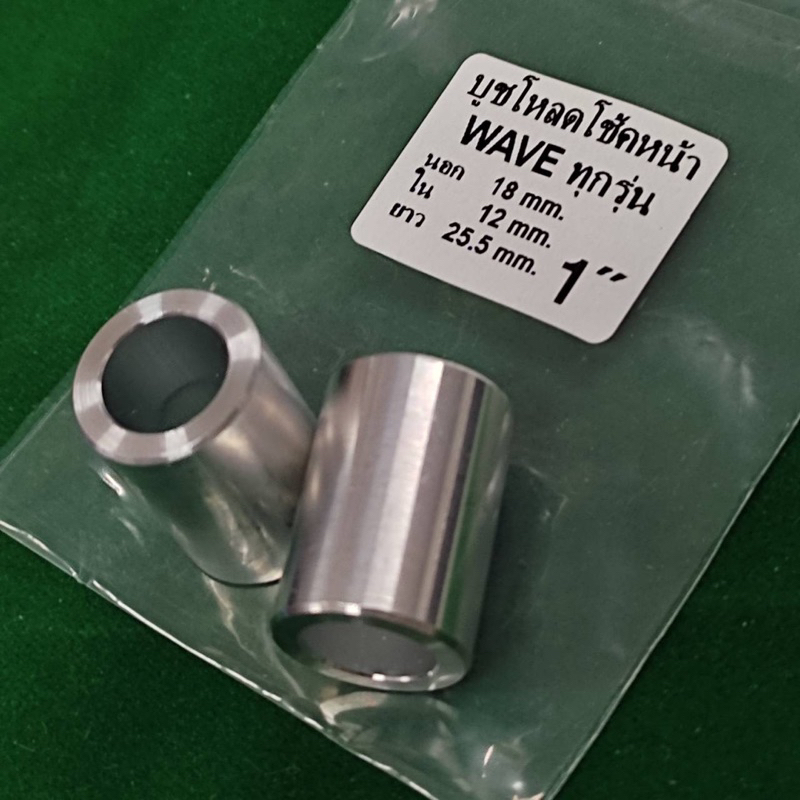 บูชโหลดโช้คหน้า
WAVE ทุกรุ่น
นอก 18 mm.
ใน 12 mm.
ยาว 25.5 mm.
1"